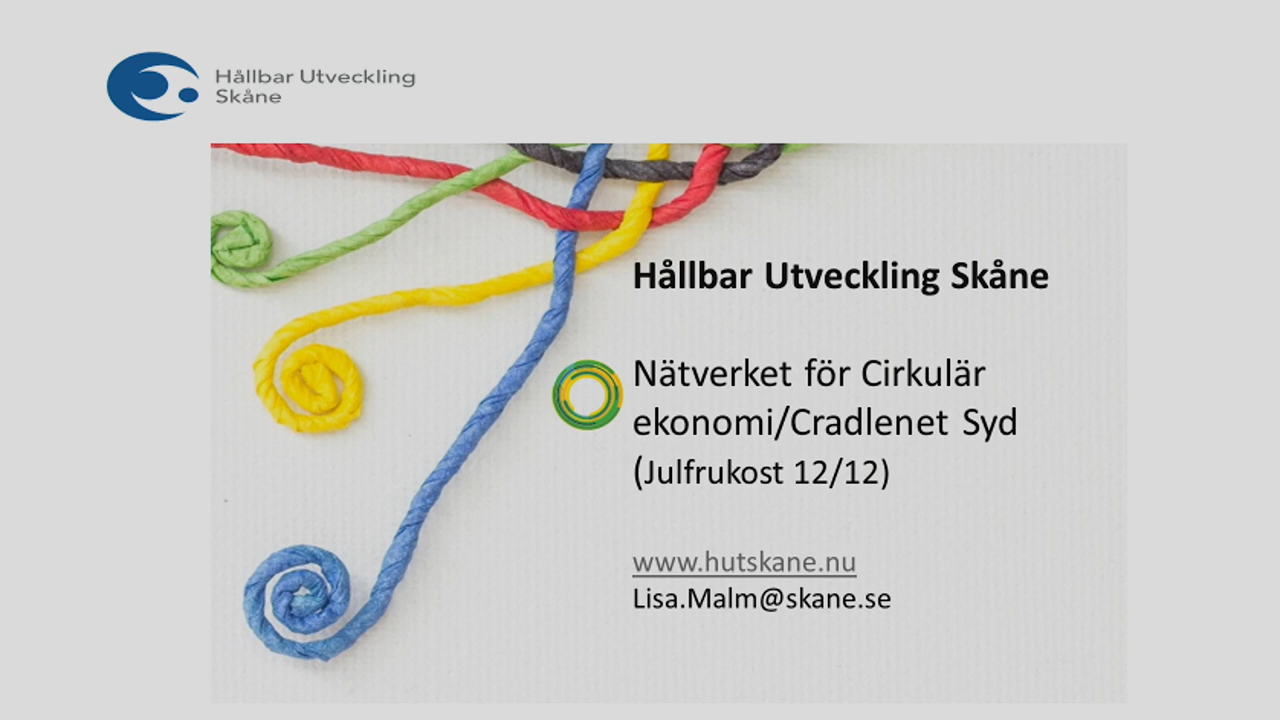 Hållbar Utveckling
Skåne
Hållbar Utveckling Skåne
Nätverket för Cirkulär
ekonomi/Cradlenet Syd
(Julfrukost 12/12)
www.hutskane.nu
Lisa.Malm@skane.se